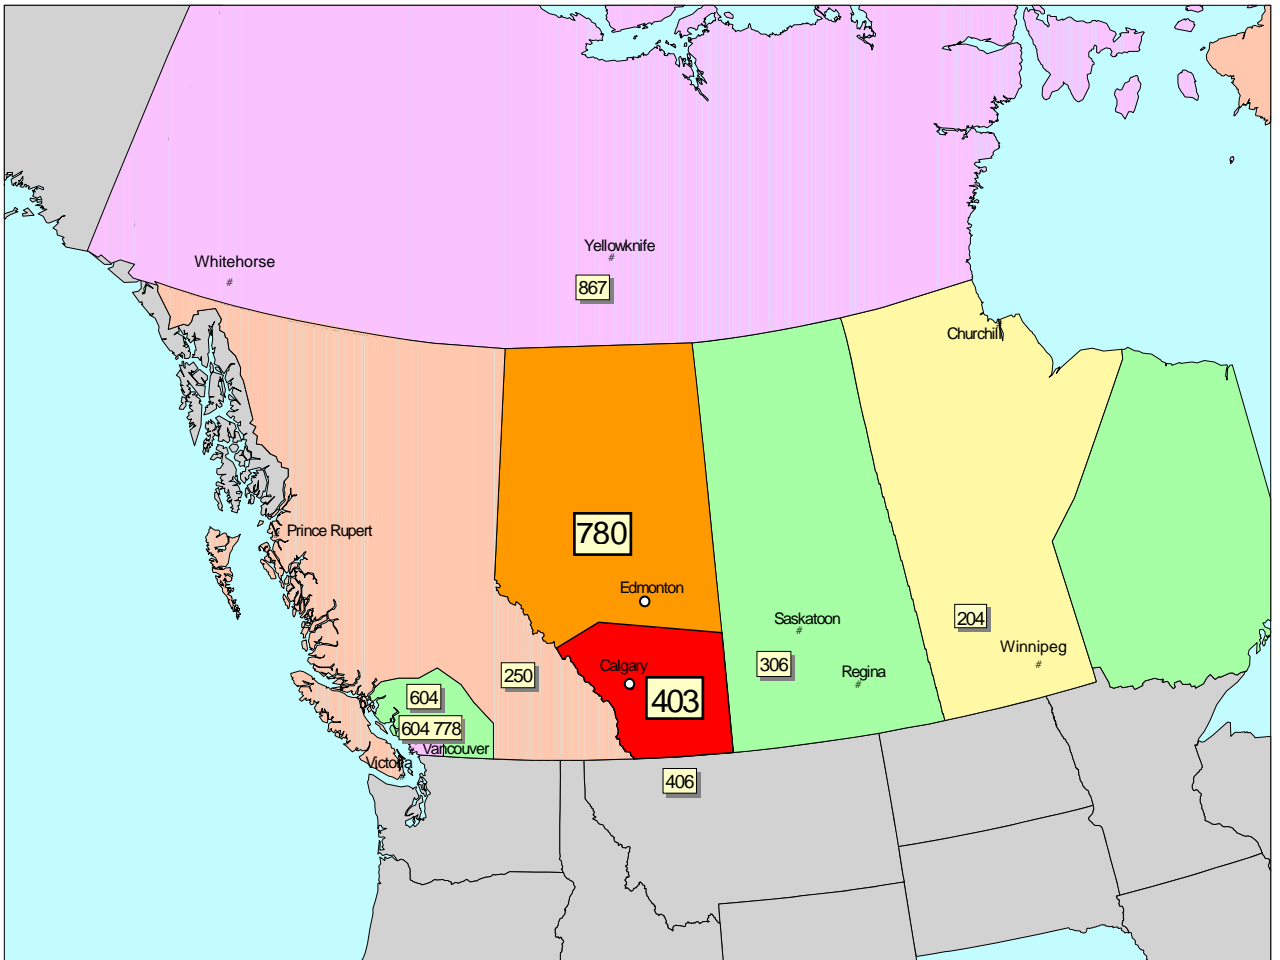 Yellowknife
Whitehorse
867
Churchill
Prince Rupert
780
Edmonton
Saskatoon
204
Winnipeg
306
Regina
Calgary
250
403
604
604 778
Vancouver
Victoria
406